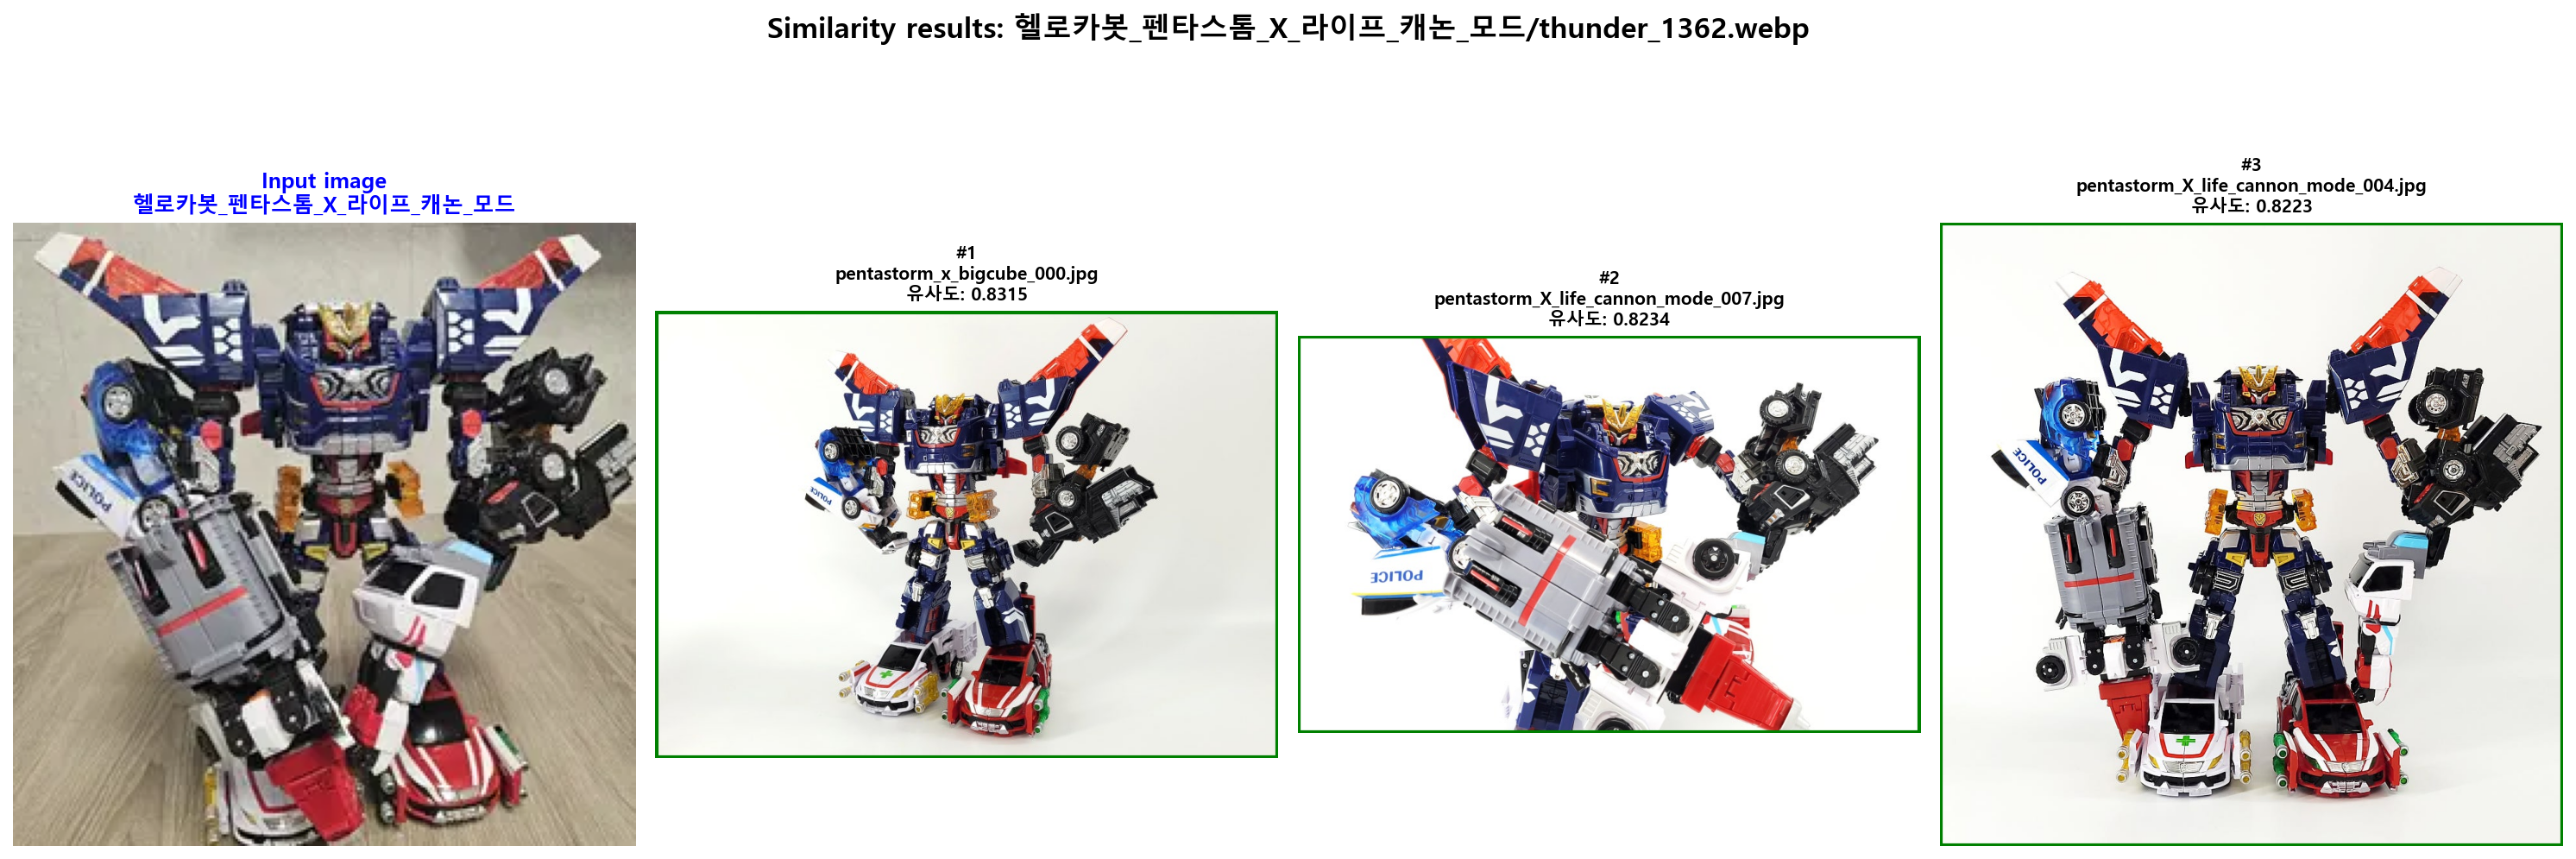 Similarity results: 헬로카봇_펜타스톰_X_라이프_캐논_모드/thunder_1362.webp
Input image
헬로카봇_펜타스톰_X_라이프_캐논_모드
POLICE
#1
pentastorm_x_bigcube_000.jpg
유사도: 0.8315
POLICE
#2
pentastorm_X_life_cannon_mode_007.jpg
유사도: 0.8234
POLICE
#3
pentastorm_X_life_cannon_mode_004.jpg
유사도: 0.8223
POLICE